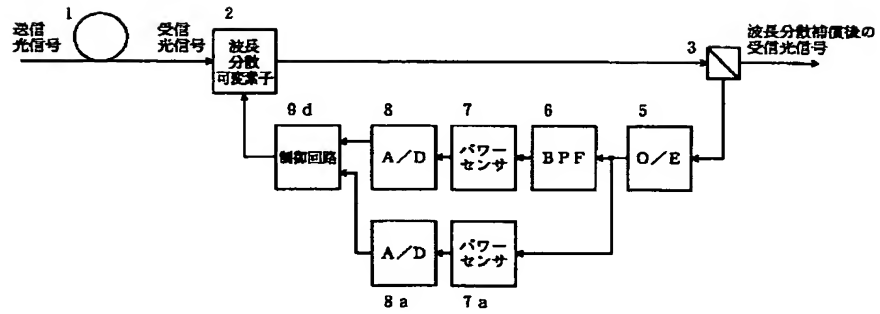 送信
光信号
1
受信
光信号
2
波長
分散
可変素子
3
波長分散補償後の
受信光信号
9d
制御回路
8
A/D
7
パワー
センサ
6
BPF
5
O/E
A/D
8a
パワー
センサ
7a